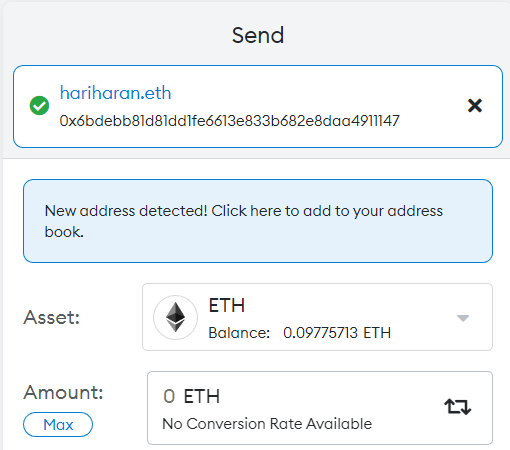 Send
hariharan.eth
0x6bdebb81d81dd1fe6613e833b682e8daa4911147
New address detected! Click here to add to your address
book.
Asset:
ETH
Balance: 0.09775713 ETH
Amount:
Max
0 ETH
No Conversion Rate Available